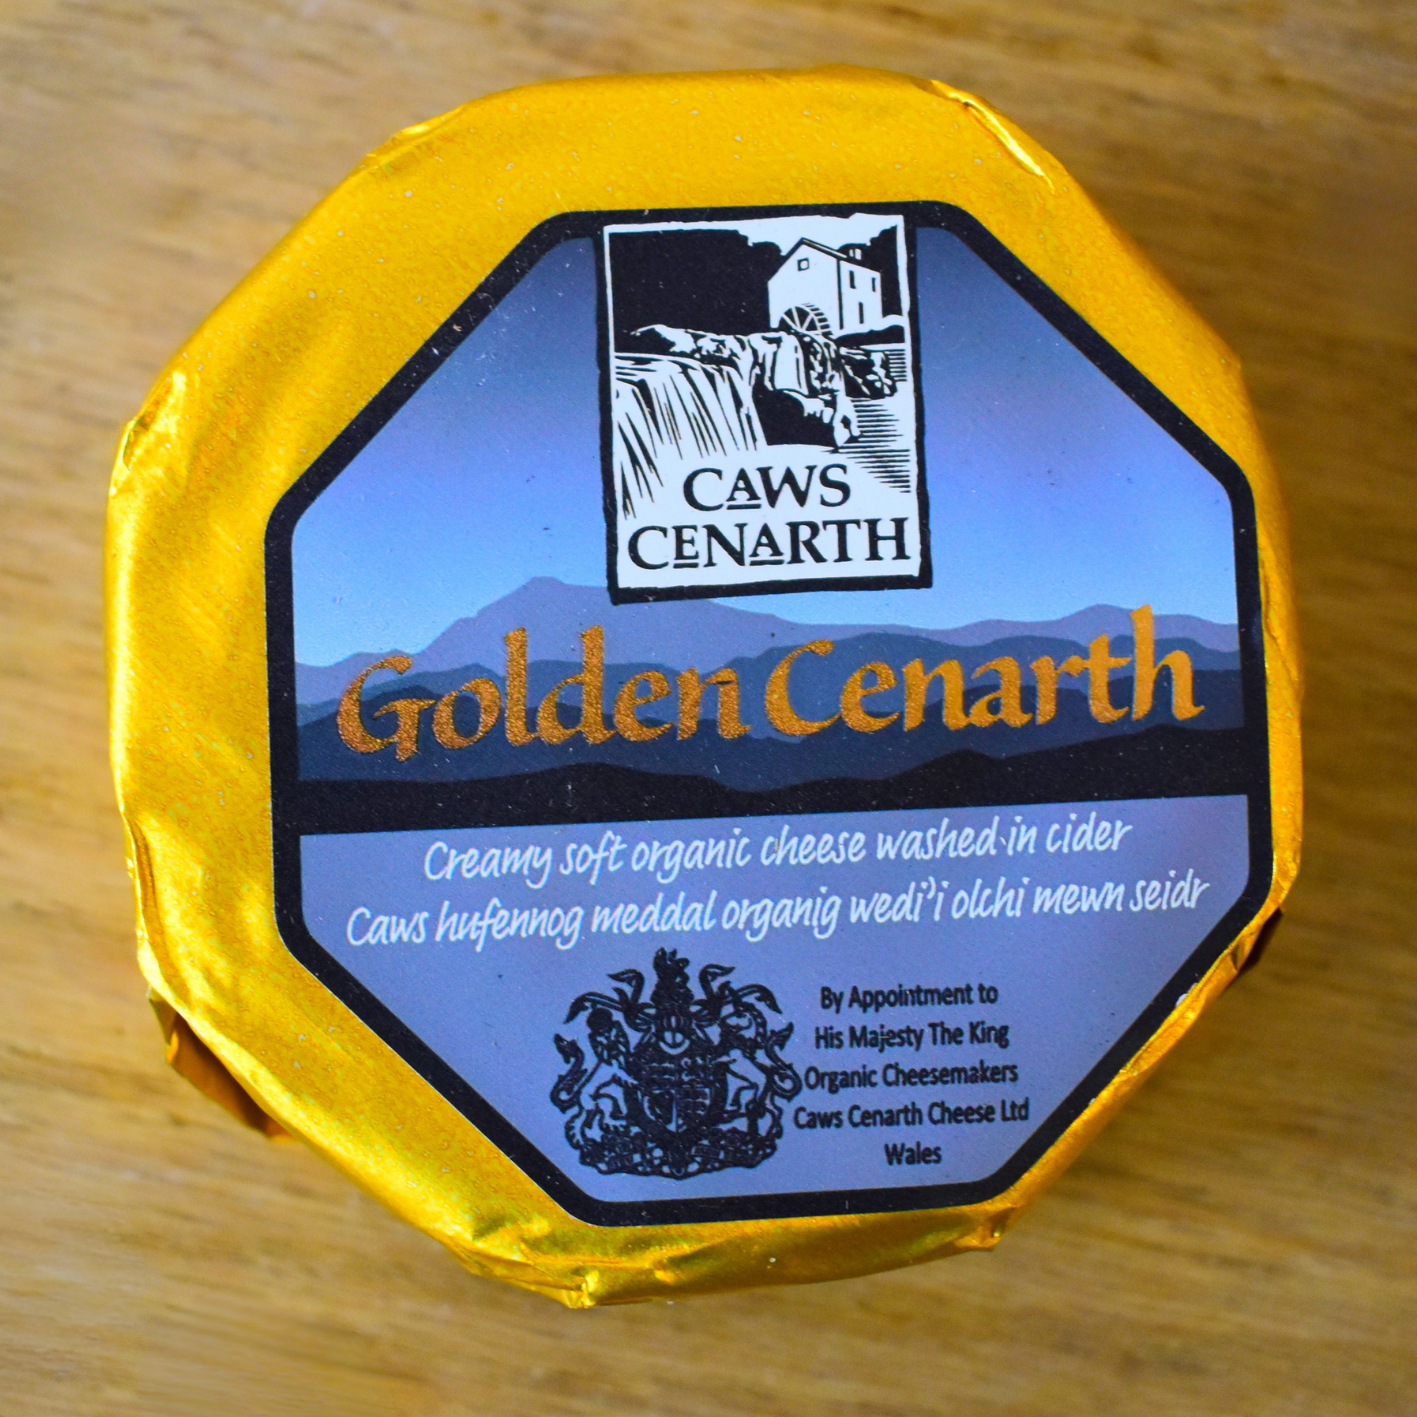 CAWS
CENARTH
Golden Cenarth
Creamy soft organic cheese washed in cider
Caws hufennog meddal organig wedi'i olchi mewn seidr
By Appointment to
His Majesty The King
Organic Cheesemakers
Caws Cenarth Cheese Ltd
Wales